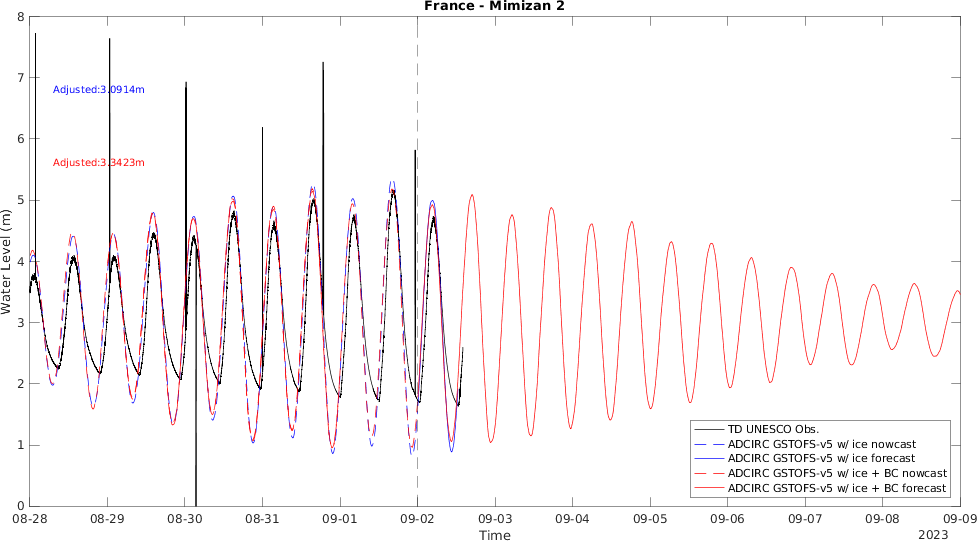 France - Mimizan 2
8
7
6
5
4
3
2
1
0
Water Level (m)
Adjusted:3.0914m
Adjusted:3.3423m
TD UNESCO Obs.
ADCIRC GSTOFS-v5 w/ ice nowcast
ADCIRC GSTOFS-v5 w/ ice forecast
ADCIRC GSTOFS-v5 w/ ice + BC nowcast
ADCIRC GSTOFS-v5 w/ ice + BC forecast
08-28 08-29 08-30 08-31 09-01 09-02 09-03 09-04 09-05 09-06 09-07 09-08 09-09
Time
2023